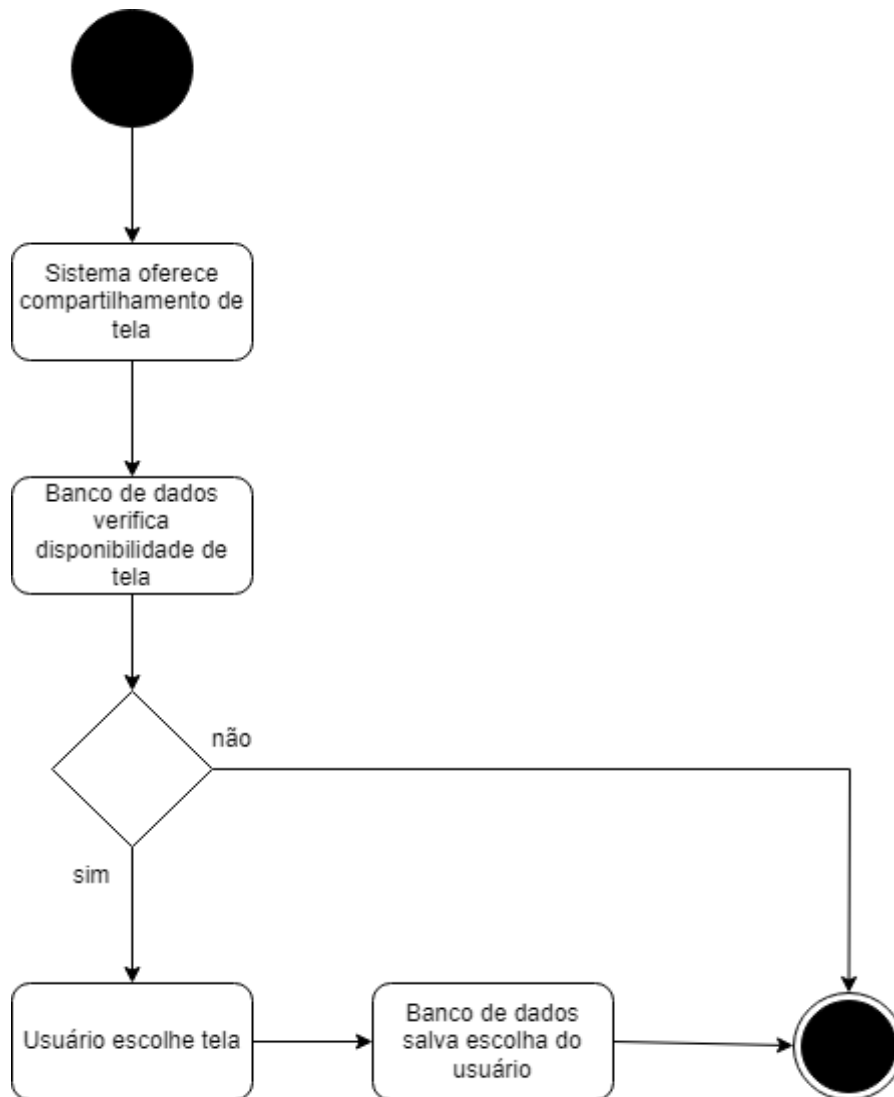 Sistema oferece
compartilhamento de
tela
Banco de dados
verifica
disponibilidade de
tela
não
sim
Usuário escolhe tela
Banco de dados
salva escolha do
usuário